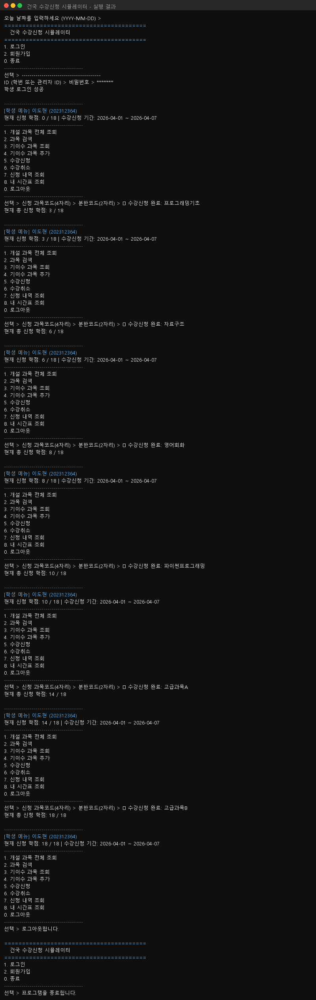 건국 수강신청 시뮬레이터 - 실행 결과
오늘 날짜를 입력하세요 (YYYY-MM-DD) >
========================================
건국 수강신청 시뮬레이터
========================================
1. 로그인
2. 회원가입
0. 종료
----------------------------------------
선택 > ----------------------------------------
ID (학번 또는 관리자 ID) > 비밀번호 > *******
학생 로그인 성공
----------------------------------------
[학생 메뉴] 이도현 (202312364)
현재 신청 학점: 0 / 18 | 수강신청 기간: 2026-04-01 ~ 2026-04-07
----------------------------------------
1. 개설 과목 전체 조회
2. 과목 검색
3. 기이수 과목 조회
4. 기이수 과목 추가
5. 수강신청
6. 수강취소
7. 신청 내역 조회
8. 내 시간표 조회
0. 로그아웃
----------------------------------------
선택 > 신청 과목코드(4자리) > 분반코드(2자리) > ▯ 수강신청 완료: 프로그래밍기초
현재 총 신청 학점: 3 / 18
----------------------------------------
[학생 메뉴] 이도현 (202312364)
현재 신청 학점: 3 / 18 | 수강신청 기간: 2026-04-01 ~ 2026-04-07
----------------------------------------
1. 개설 과목 전체 조회
2. 과목 검색
3. 기이수 과목 조회
4. 기이수 과목 추가
5. 수강신청
6. 수강취소
7. 신청 내역 조회
8. 내 시간표 조회
0. 로그아웃
----------------------------------------
선택 > 신청 과목코드(4자리) > 분반코드(2자리) > ▯ 수강신청 완료: 자료구조
현재 총 신청 학점: 6 / 18
----------------------------------------
[학생 메뉴] 이도현 (202312364)
현재 신청 학점: 6 / 18 | 수강신청 기간: 2026-04-01 ~ 2026-04-07
----------------------------------------
1. 개설 과목 전체 조회
2. 과목 검색
3. 기이수 과목 조회
4. 기이수 과목 추가
5. 수강신청
6. 수강취소
7. 신청 내역 조회
8. 내 시간표 조회
0. 로그아웃
----------------------------------------
선택 > 신청 과목코드(4자리) > 분반코드(2자리) > ▯ 수강신청 완료: 영어회화
현재 총 신청 학점: 8 / 18
----------------------------------------
[학생 메뉴] 이도현 (202312364)
현재 신청 학점: 8 / 18 | 수강신청 기간: 2026-04-01 ~ 2026-04-07
----------------------------------------
1. 개설 과목 전체 조회
2. 과목 검색
3. 기이수 과목 조회
4. 기이수 과목 추가
5. 수강신청
6. 수강취소
7. 신청 내역 조회
8. 내 시간표 조회
0. 로그아웃
----------------------------------------
선택 > 신청 과목코드(4자리) > 분반코드(2자리) > ▯ 수강신청 완료: 파이썬프로그래밍
현재 총 신청 학점: 10 / 18
----------------------------------------
[학생 메뉴] 이도현 (202312364)
현재 신청 학점: 10 / 18 | 수강신청 기간: 2026-04-01 ~ 2026-04-07
----------------------------------------
1. 개설 과목 전체 조회
2. 과목 검색
3. 기이수 과목 조회
4. 기이수 과목 추가
5. 수강신청
6. 수강취소
7. 신청 내역 조회
8. 내 시간표 조회
0. 로그아웃
----------------------------------------
선택 > 신청 과목코드(4자리) > 분반코드(2자리) > ▯ 수강신청 완료: 고급과목A
현재 총 신청 학점: 14 / 18
----------------------------------------
[학생 메뉴] 이도현 (202312364)
현재 신청 학점: 14 / 18 | 수강신청 기간: 2026-04-01 ~ 2026-04-07
----------------------------------------
1. 개설 과목 전체 조회
2. 과목 검색
3. 기이수 과목 조회
4. 기이수 과목 추가
5. 수강신청
6. 수강취소
7. 신청 내역 조회
8. 내 시간표 조회
0. 로그아웃
----------------------------------------
선택 > 신청 과목코드(4자리) > 분반코드(2자리) > ▯ 수강신청 완료: 고급과목B
현재 총 신청 학점: 18 / 18
----------------------------------------
[학생 메뉴] 이도현 (202312364)
현재 신청 학점: 18 / 18 | 수강신청 기간: 2026-04-01 ~ 2026-04-07
----------------------------------------
1. 개설 과목 전체 조회
2. 과목 검색
3. 기이수 과목 조회
4. 기이수 과목 추가
5. 수강신청
6. 수강취소
7. 신청 내역 조회
8. 내 시간표 조회
0. 로그아웃
----------------------------------------
선택 > 로그아웃합니다.
========================================
건국 수강신청 시뮬레이터
========================================
1. 로그인
2. 회원가입
0. 종료
----------------------------------------
선택 > 프로그램을 종료합니다.